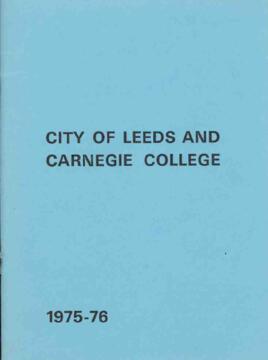 CITY OF LEEDS AND
CARNEGIE COLLEGE
1975-76